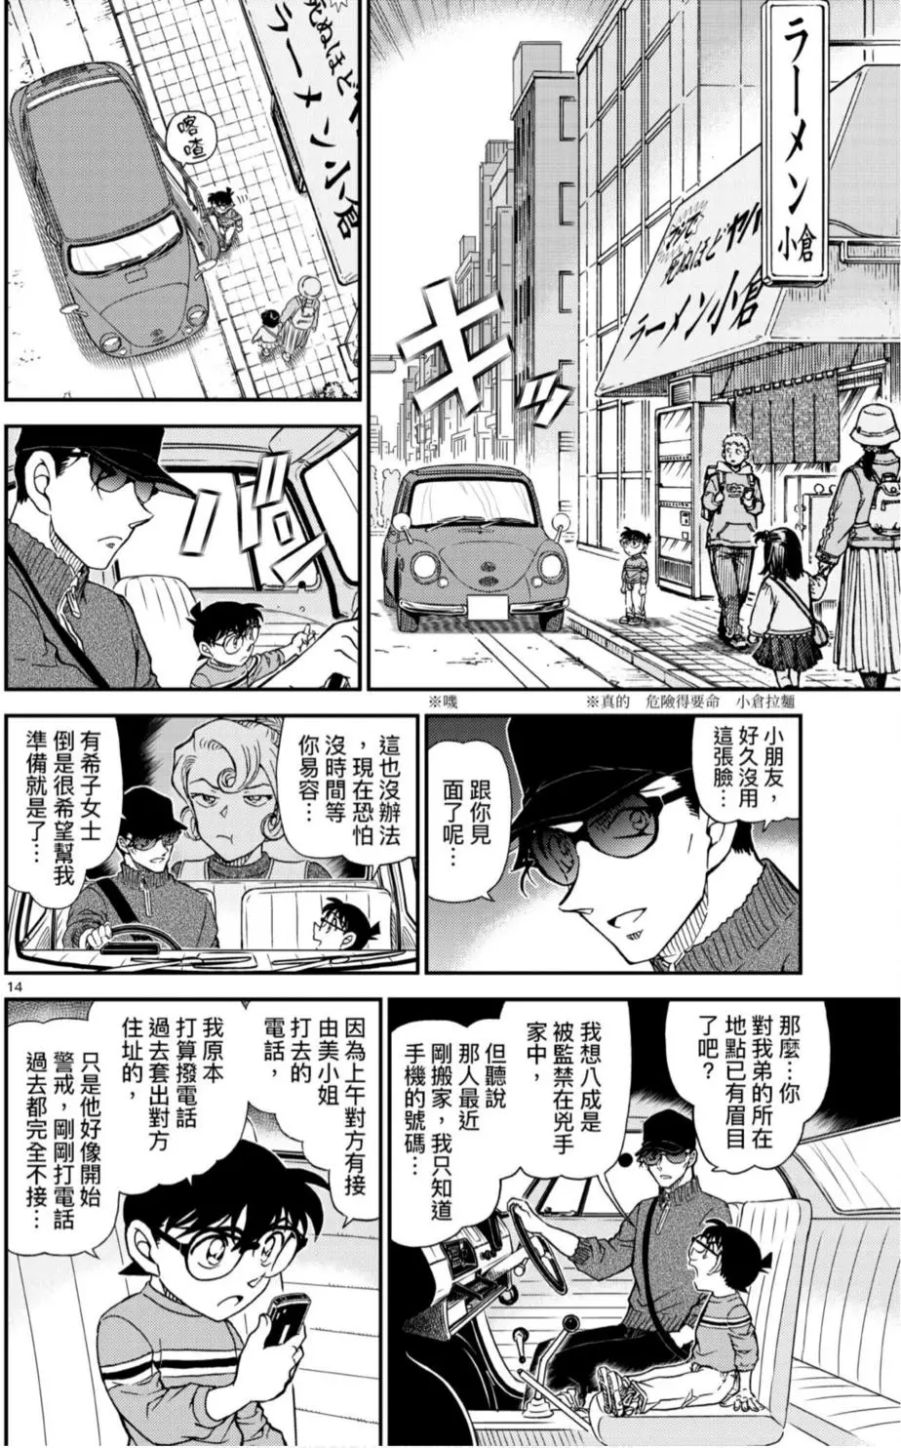 ラーメン
小倉
マジで
死ぬほどヤバい
ラーメン小倉
キキッ
※嘰
※真的　危險得要命　小倉拉麵
死ぬほどヤ
ラーメン小倉
喀嗒
小朋友，
好久沒用
這張臉…
跟你見
面了呢…
這也沒辦法
，現在恐怕
沒時間等
你易容…
有希子女士
倒是很希望幫我
準備就是了…
14
那麼…你
對我弟的所在
地點已有眉目
了吧？
我想八成是
被監禁在兇手
家中，
但聽說
那人最近
剛搬家，我只知道
手機的號碼…
因為上午對方有接
由美小姐
打去的
電話，
我原本
打算撥電話
過去套出對方
住址的，
只是他好像開始
警戒，剛剛打電話
過去都完全不接…